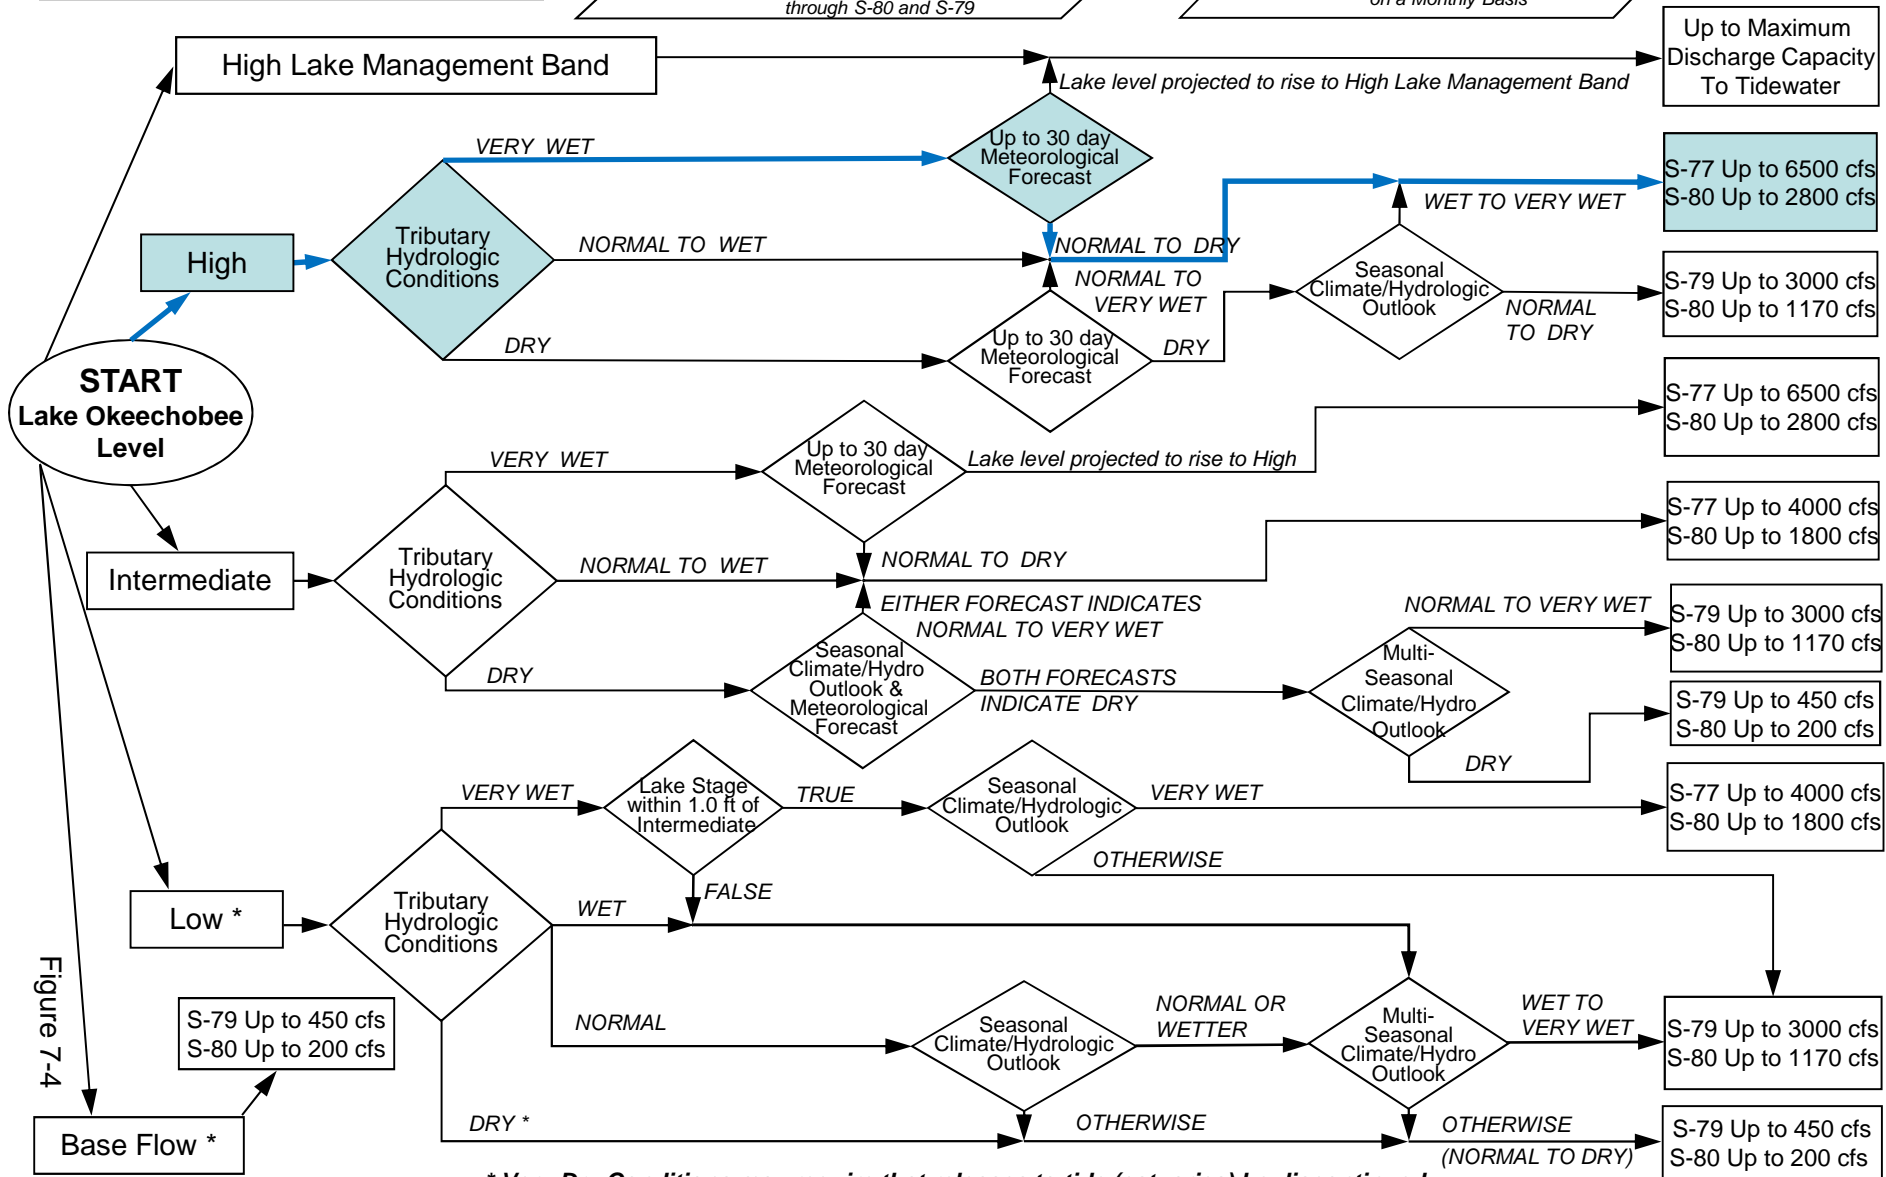 through S-80 and S-79
on a Monthly Basis
High Lake Management Band
Up to Maximum
Discharge Capacity
To Tidewater
Lake level projected to rise to High Lake Management Band
VERY WET
Up to 30 day
Meteorological
Forecast
S-77 Up to 6500 cfs
S-80 Up to 2800 cfs
WET TO VERY WET
High
Tributary
Hydrologic
Conditions
NORMAL TO WET
NORMAL TO DRY
NORMAL TO
VERY WET
Seasonal
Climate/Hydrologic
Outlook
NORMAL
TO DRY
S-79 Up to 3000 cfs
S-80 Up to 1170 cfs
DRY
Up to 30 day
Meteorological
Forecast
DRY
START
Lake Okeechobee
Level
S-77 Up to 6500 cfs
S-80 Up to 2800 cfs
VERY WET
Up to 30 day
Meteorological
Forecast
Lake level projected to rise to High
S-77 Up to 4000 cfs
S-80 Up to 1800 cfs
Intermediate
Tributary
Hydrologic
Conditions
NORMAL TO WET
NORMAL TO DRY
EITHER FORECAST INDICATES
NORMAL TO VERY WET
NORMAL TO VERY WET
S-79 Up to 3000 cfs
S-80 Up to 1170 cfs
DRY
Seasonal
Climate/Hydro
Outlook &
Meteorological
Forecast
BOTH FORECASTS
INDICATE DRY
Multi-
Seasonal
Climate/Hydro
Outlook
DRY
S-79 Up to 450 cfs
S-80 Up to 200 cfs
VERY WET
Lake Stage
within 1.0 ft of
Intermediate
TRUE
Seasonal
Climate/Hydrologic
Outlook
VERY WET
S-77 Up to 4000 cfs
S-80 Up to 1800 cfs
OTHERWISE
FALSE
Low *
Tributary
Hydrologic
Conditions
WET
NORMAL
Seasonal
Climate/Hydrologic
Outlook
NORMAL OR
WETTER
Multi-
Seasonal
Climate/Hydro
Outlook
WET TO
VERY WET
S-79 Up to 3000 cfs
S-80 Up to 1170 cfs
Figure 7-4
S-79 Up to 450 cfs
S-80 Up to 200 cfs
Base Flow *
DRY *
OTHERWISE
OTHERWISE
(NORMAL TO DRY)
S-79 Up to 450 cfs
S-80 Up to 200 cfs